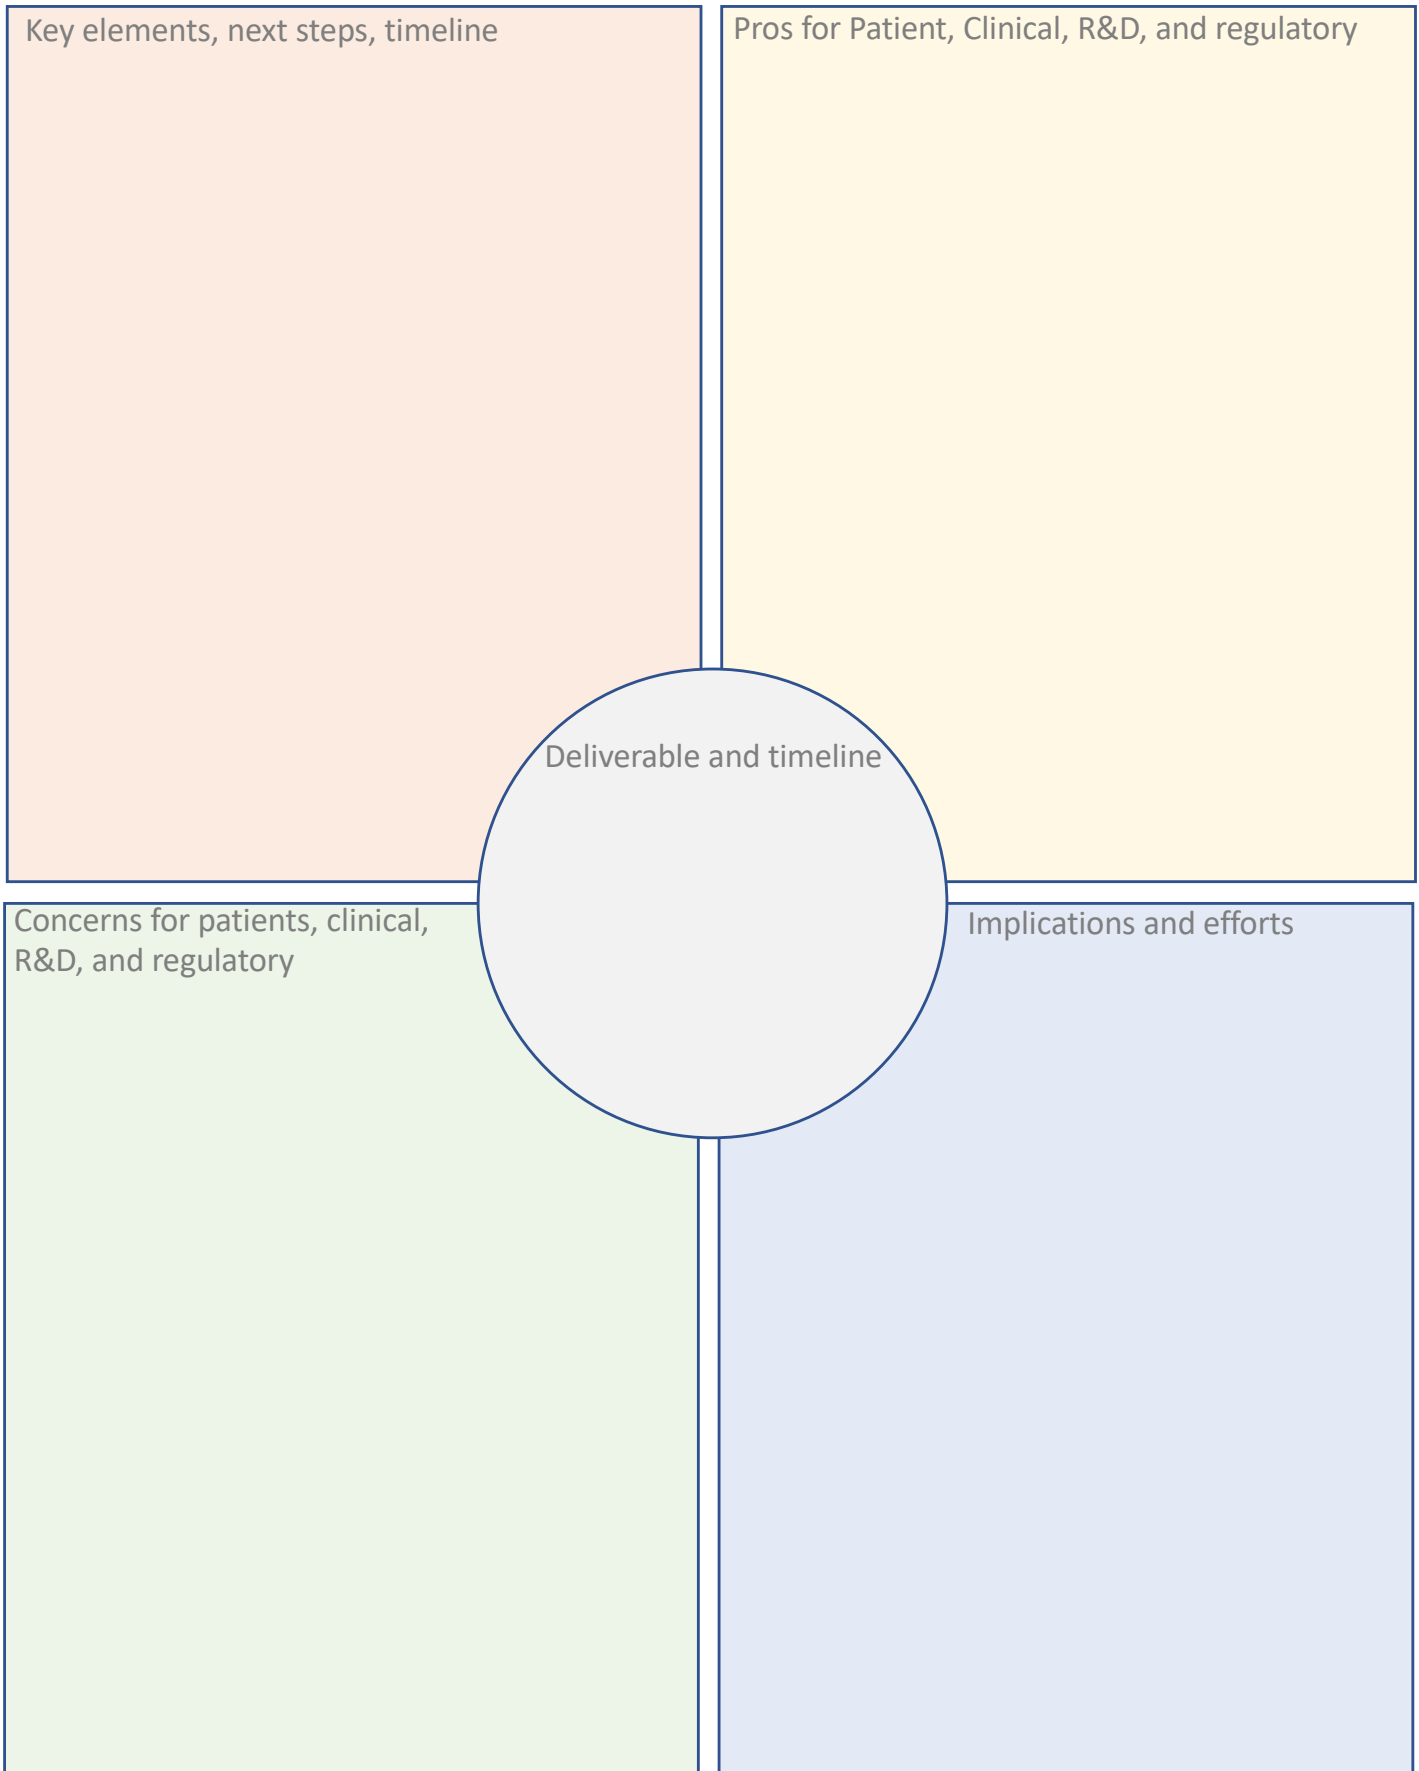 Key elements, next steps, timeline
Pros for Patient, Clinical, R&D, and regulatory
Deliverable and timeline
Concerns for patients, clinical,
R&D, and regulatory
Implications and efforts